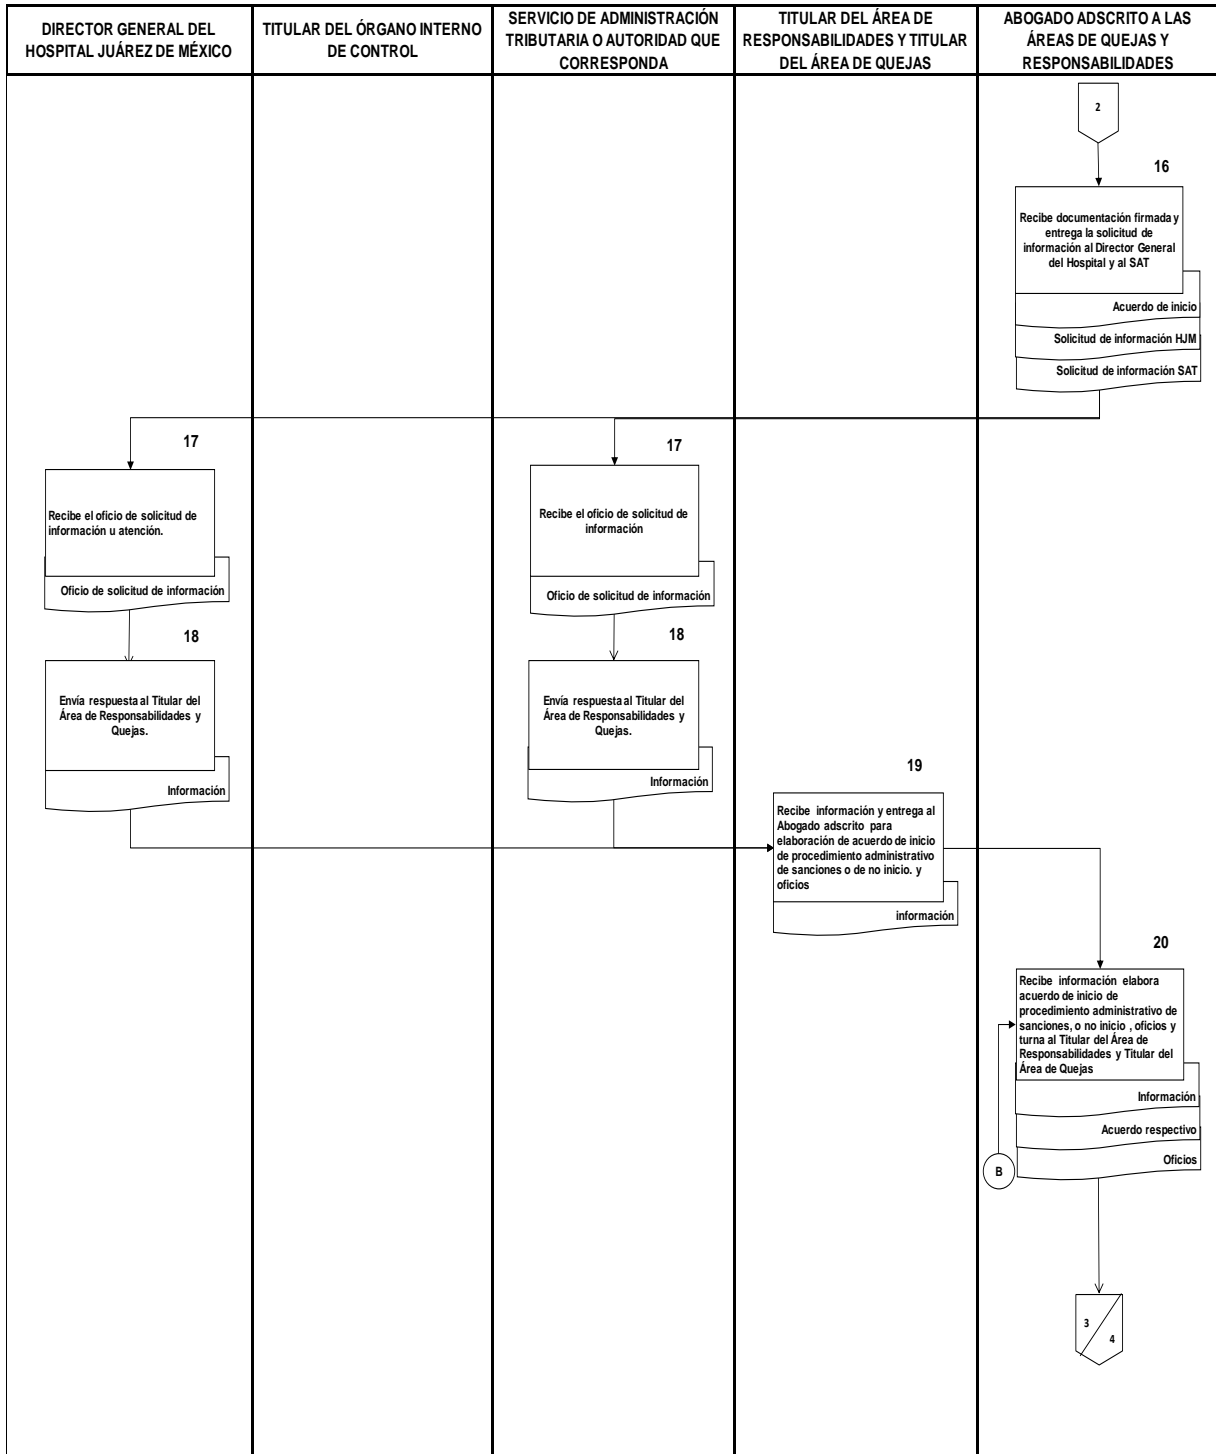 DIRECTOR GENERAL DEL
HOSPITAL JUÁREZ DE MÉXICO
TITULAR DEL ÓRGANO INTERNO
DE CONTROL
SERVICIO DE ADMINISTRACIÓN
TRIBUTARIA O AUTORIDAD QUE
CORRESPONDA
TITULAR DEL ÁREA DE
RESPONSABILIDADES Y TITULAR
DEL ÁREA DE QUEJAS
ABOGADO ADSCRITO A LAS
ÁREAS DE QUEJAS Y
RESPONSABILIDADES
2
16
Recibe documentación firmada y
entrega la solicitud de
información al Director General
del Hospital y al SAT
Acuerdo de inicio
Solicitud de información HJM
Solicitud de información SAT
17
Recibe el oficio de solicitud de
información u atención.
Oficio de solicitud de información
17
Recibe el oficio de solicitud de
información
Oficio de solicitud de información
18
Envía respuesta al Titular del
Área de Responsabilidades y
Quejas.
Información
18
Envía respuesta al Titular del
Área de Responsabilidades y
Quejas.
Información
19
Recibe información y entrega al
Abogado adscrito para
elaboración de acuerdo de inicio
de procedimiento administrativo
de sanciones o de no inicio. y
oficios
información
20
Recibe información elabora
acuerdo de inicio de
procedimiento administrativo de
sanciones, o no inicio , oficios y
turna al Titular del Área de
Responsabilidades y Titular del
Área de Quejas
Información
Acuerdo respectivo
Oficios
B
3
4